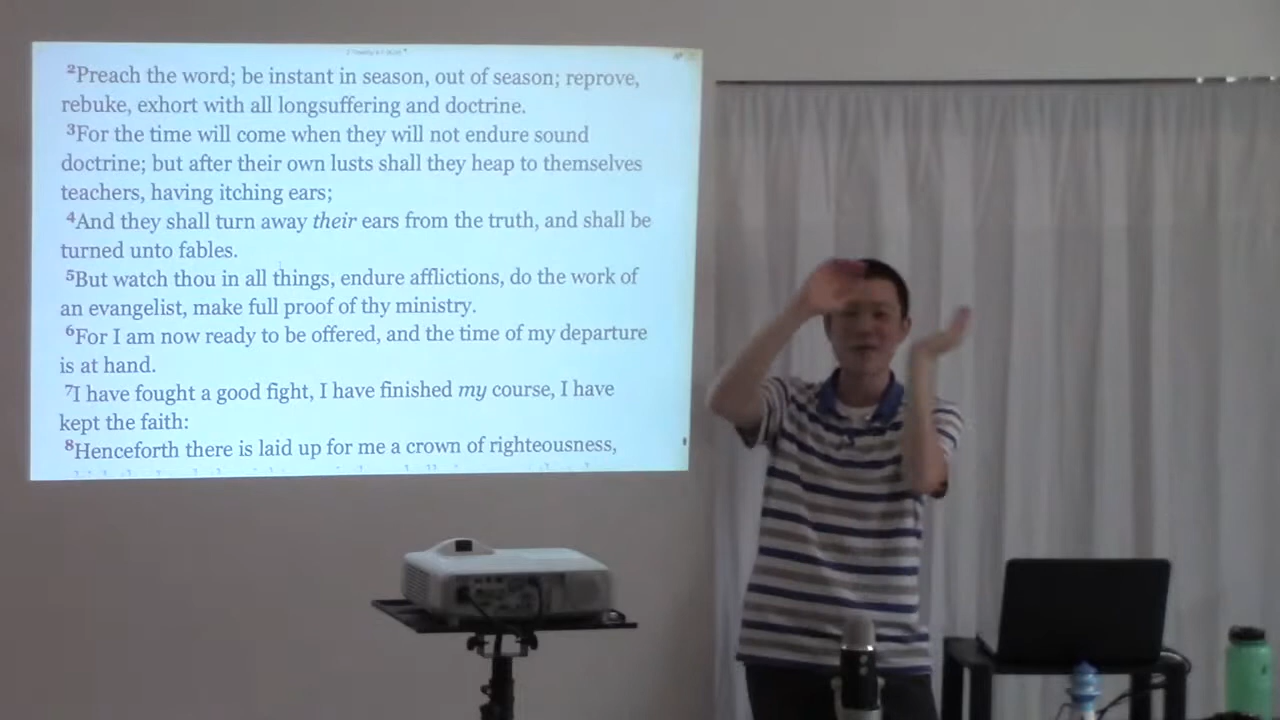 ²Preach the word; be instant in season, out of season; reprove,
rebuke, exhort with all longsuffering and doctrine.
³For the time will come when they will not endure sound
doctrine; but after their own lusts shall they heap to themselves
teachers, having itching ears;
⁴And they shall turn away their ears from the truth, and shall be
turned unto fables.
⁵But watch thou in all things, endure afflictions, do the work of
an evangelist, make full proof of thy ministry.
⁶For I am now ready to be offered, and the time of my departure
is at hand.
⁷I have fought a good fight, I have finished my course, I have
kept the faith:
⁸Henceforth there is laid up for me a crown of righteousness,